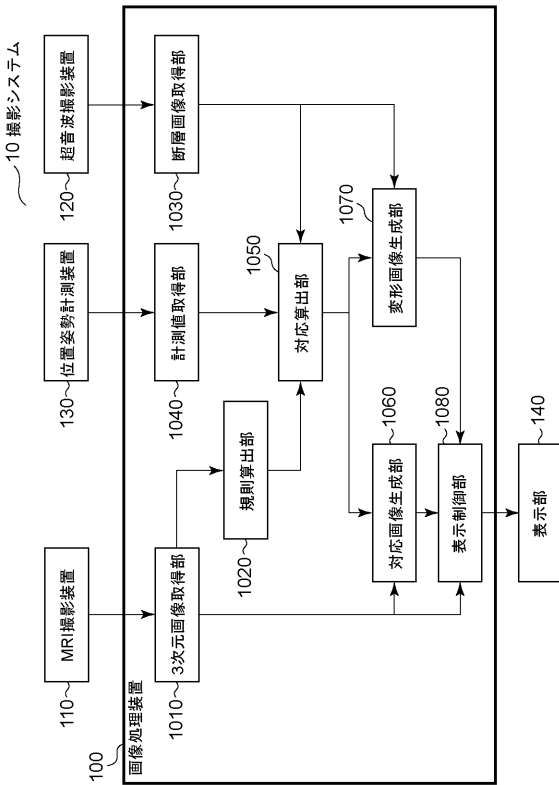 10 撮影システム
MRI撮影装置
110
位置姿勢計測装置
130
超音波撮影装置
120
100
画像処理装置
3次元画像取得部
1010
計測値取得部
1040
断層画像取得部
1030
規則算出部
1020
対応算出部
1050
対応画像生成部
1060
変形画像生成部
1070
表示制御部
1080
表示部
140